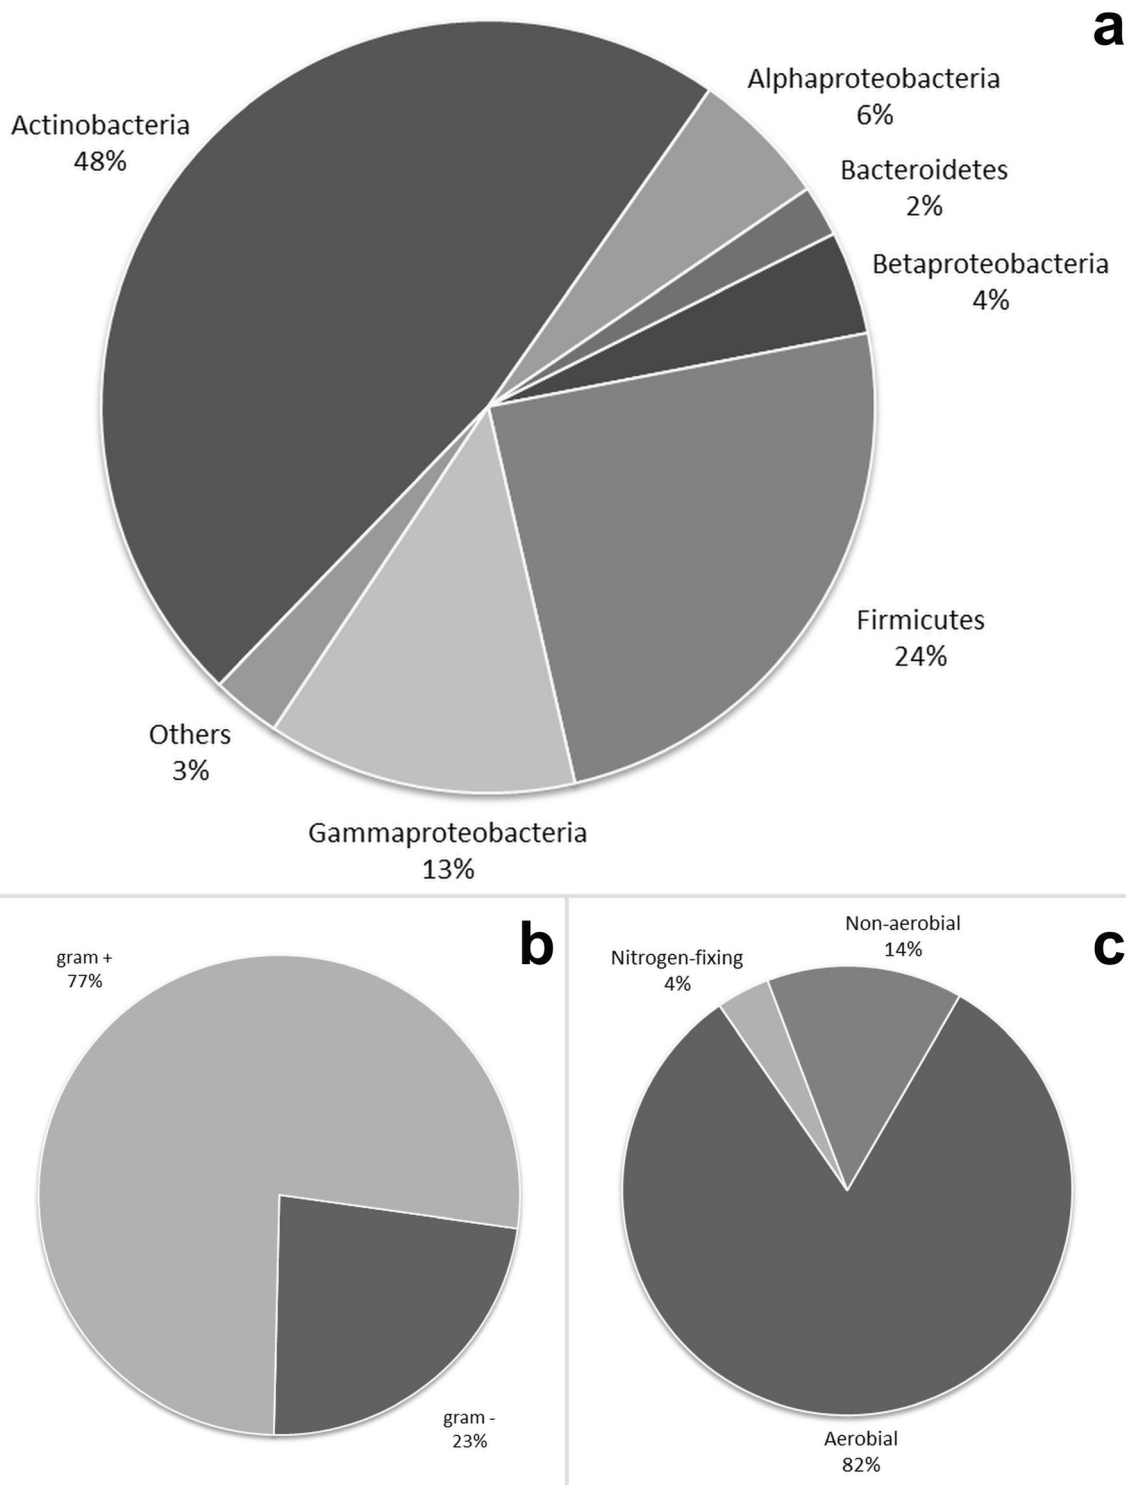 a
Actinobacteria
48%
Alphaproteobacteria
6%
Bacteroidetes
2%
Betaproteobacteria
4%
Firmicutes
24%
Others
3%
Gammaproteobacteria
13%
b
gram +
77%
gram -
23%
c
Non-aerobial
14%
Nitrogen-fixing
4%
Aerobial
82%